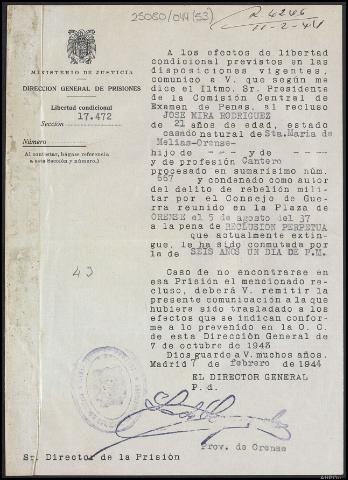 25080/044(53)
MINISTERIO DE JUSTICIA
DIRECCION GENERAL DE PRISIONES
Libertad condicional
Sección 17.472
Número
Al contestar, hágase referencia
a esta Sección y número.)
A los efectos de libertad
condicional previstos en las
disposiciones vigentes,
comunico a V. que según me
dice el Iltmo. Sr. Presidente
de la Comisión Central de
Examen de Penas, al recluso
JOSE MIRA RODRIGUEZ
de 21 años de edad, estado
casado natural de Sta. Maria de
Melias-Orense-
hijo de - - - y de - - -
y de profesión Cantero
procesado en sumarísimo núm.
567 y condenado como autor
del delito de rebelión mili-
tar por el Consejo de Gue-
rra reunido en la Plaza de
ORENSE el 5 de agosto del 37
a la pena de RECLUSION PERPETUA
que actualmente extin-
gue, le ha sido conmutada por
la de SEIS AÑOS UN DIA DE P.M.
43
Caso de no encontrarse en
esa Prisión el mencionado re-
cluso, deberá V. remitir la
presente comunicación a la que
hubiera sido trasladado a los
efectos que se indican confor-
me a lo prevenido en la O. C.
de esta Dirección General de
7 de octubre de 1943
Dios guarde a V. muchos años.
Madrid 7 de febrero de 1944
EL DIRECTOR GENERAL
P. d.
Prov. de Orense
Sr. Director de la Prisión